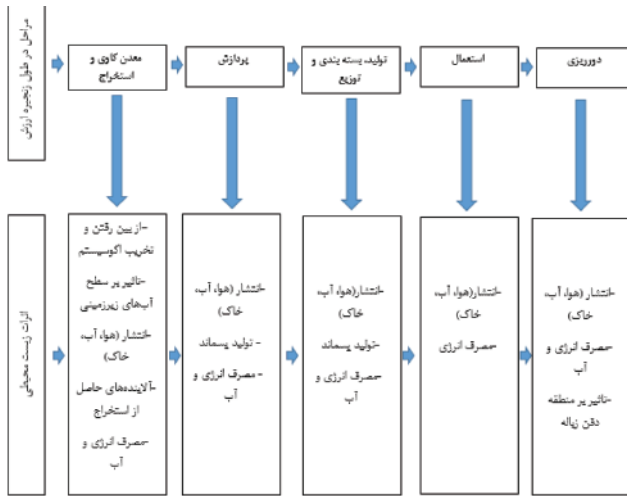 مراحل در طول زنجیره ارزش
معدن کاوی و
استخراج
پردازش
تولید، بسته بندی و
توزیع
استعمال
دورریزی
اثرات زیست محیطی
-از بین رفتن و
تخریب اکوسیستم
-تاثیر بر سطح
آب‌های زیرزمینی
-انتشار (هوا، آب،
خاک)
-آلاینده‌های حاصل
از استخراج
-مصرف انرژی و
آب
-انتشار (هوا، آب،
خاک)
- تولید پسماند
- مصرف انرژی و
آب
-انتشار(هوا، آب،
خاک)
-تولید پسماند
-مصرف انرژی و
آب
-انتشار(هوا، آب،
خاک)
-مصرف انرژی
-انتشار (هوا، آب،
خاک)
-مصرف انرژی و
آب
-تاثیر بر منطقه
دفن زباله